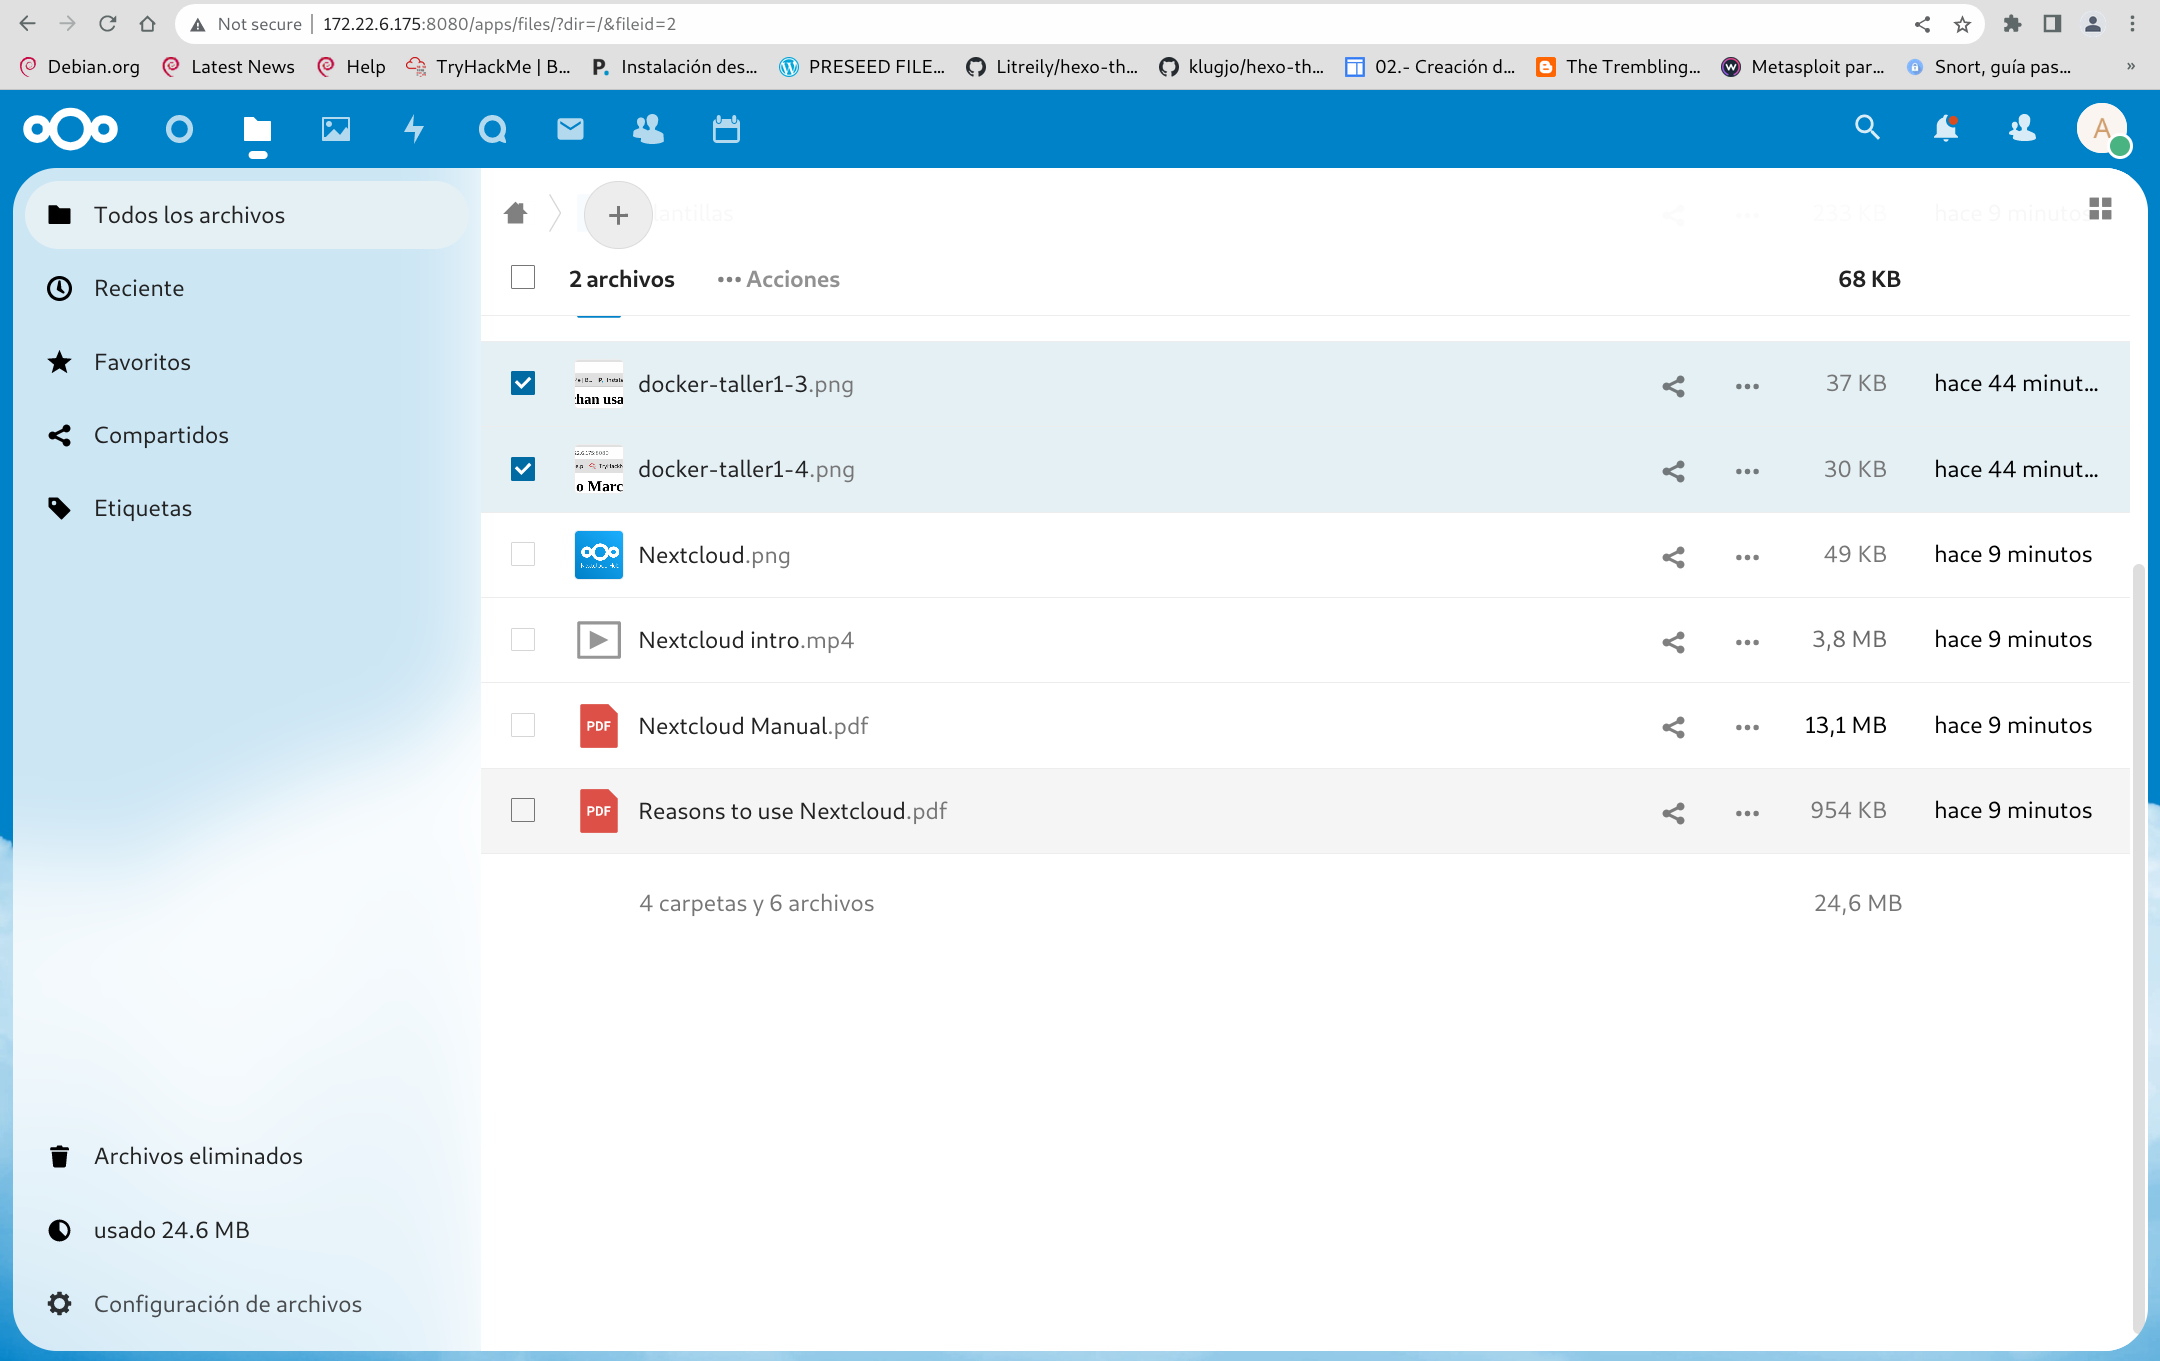 Not secure | 172.22.6.175:8080/apps/files/?dir=/&fileid=2
Debian.org Latest News Help TryHackMe | B... Instalación des... PRESEED FILE... Litreily/hexo-th... klugjo/hexo-th... 02.- Creación d... The Trembling... Metasploit par... Snort, guía pas... »
A
Todos los archivos
Reciente
Favoritos
Compartidos
Etiquetas
Archivos eliminados
usado 24.6 MB
Configuración de archivos
+ lantillas 233 KB hace 9 minutos
2 archivos ••• Acciones 68 KB
docker-taller1-3.png 37 KB hace 44 minut...
docker-taller1-4.png 30 KB hace 44 minut...
Nextcloud.png 49 KB hace 9 minutos
Nextcloud intro.mp4 3,8 MB hace 9 minutos
PDF Nextcloud Manual.pdf 13,1 MB hace 9 minutos
PDF Reasons to use Nextcloud.pdf 954 KB hace 9 minutos
4 carpetas y 6 archivos 24,6 MB